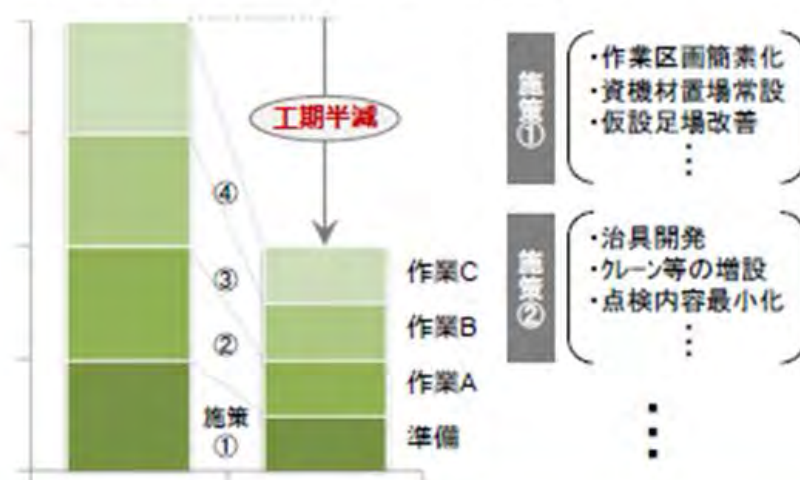 工期半減
④
③
②
施策
①
作業C
作業B
作業A
準備
施策①
・作業区画簡素化
・資機材置場常設
・仮設足場改善
⋮
施策②
・治具開発
・クレーン等の増設
・点検内容最小化
⋮
⋮